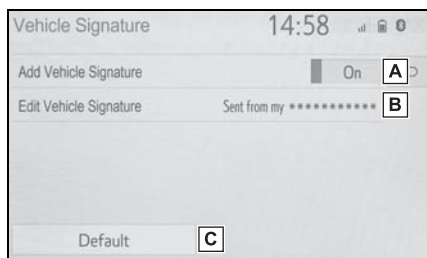 Vehicle Signature 14:58
Add Vehicle Signature On A
Edit Vehicle Signature Sent from my *********** B
Default C